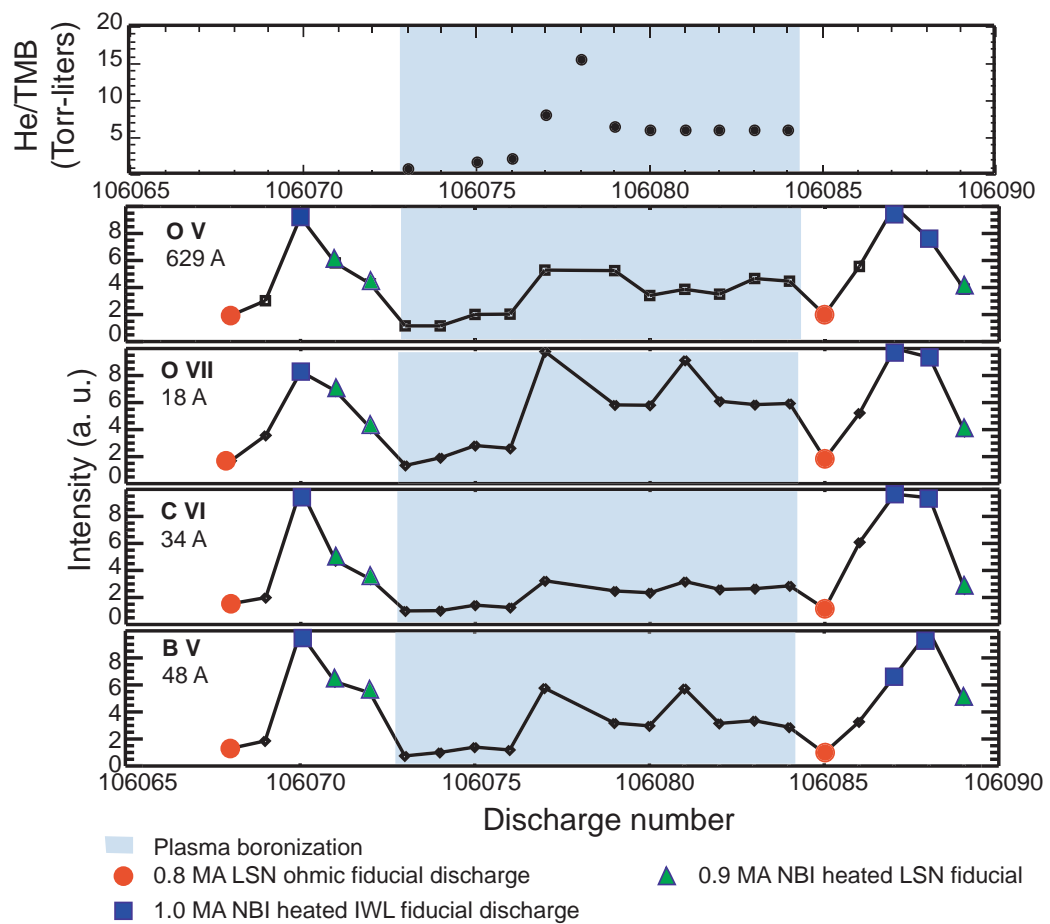 He/TMB
(Torr-liters)
20
15
10
5
106065 106070 106075 106080 106085 106090
Intensity (a. u.)
O V
629 A
8
6
4
2
0
O VII
18 A
8
6
4
2
0
C VI
34 A
8
6
4
2
0
B V
48 A
8
6
4
2
0
106065 106070 106075 106080 106085 106090
Discharge number
Plasma boronization
0.8 MA LSN ohmic fiducial discharge
0.9 MA NBI heated LSN fiducial
1.0 MA NBI heated IWL fiducial discharge